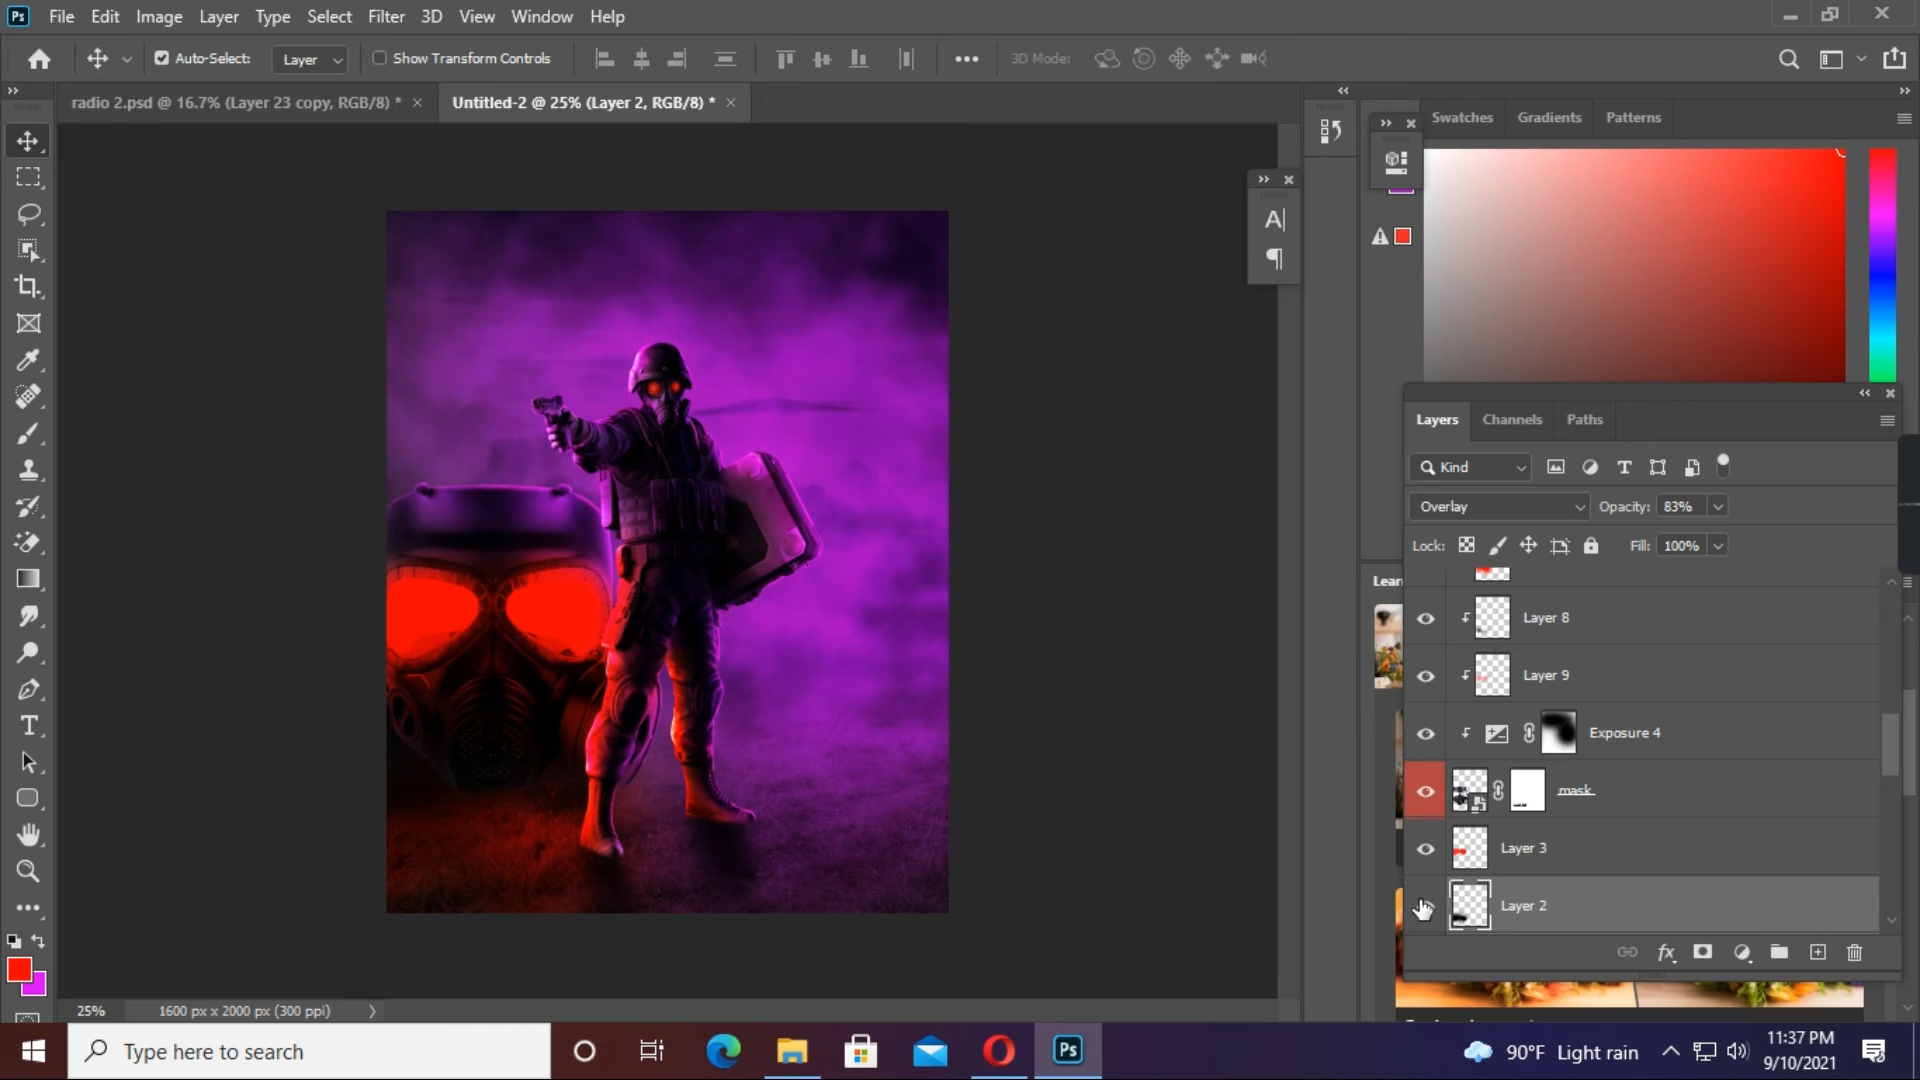 Ps File Edit Image Layer Type Select Filter 3D View Window Help
Auto-Select: Layer Show Transform Controls 3D Mode:
radio 2.psd @ 16.7% (Layer 23 copy, RGB/8) * Untitled-2 @ 25% (Layer 2, RGB/8) *
Swatches Gradients Patterns
Layers Channels Paths
Kind
Overlay Opacity: 83%
Lock: Fill: 100%
Lear
Layer 8
Layer 9
Exposure 4
mask
Layer 3
Layer 2
25% 1600 px x 2000 px (300 ppi)
Type here to search
Ps
90°F Light rain
11:37 PM
9/10/2021